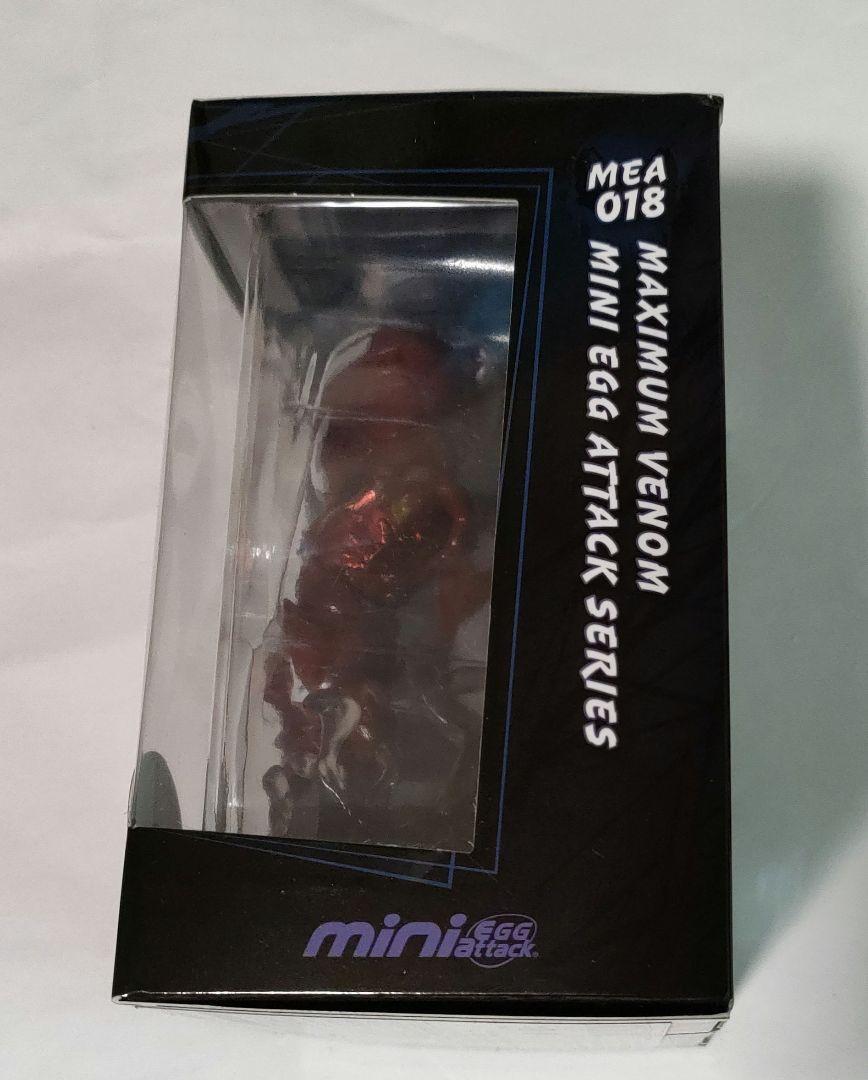 MEA
018
MAXIMUM VENOM
MINI EGG ATTACK SERIES
mini EGG
attack®